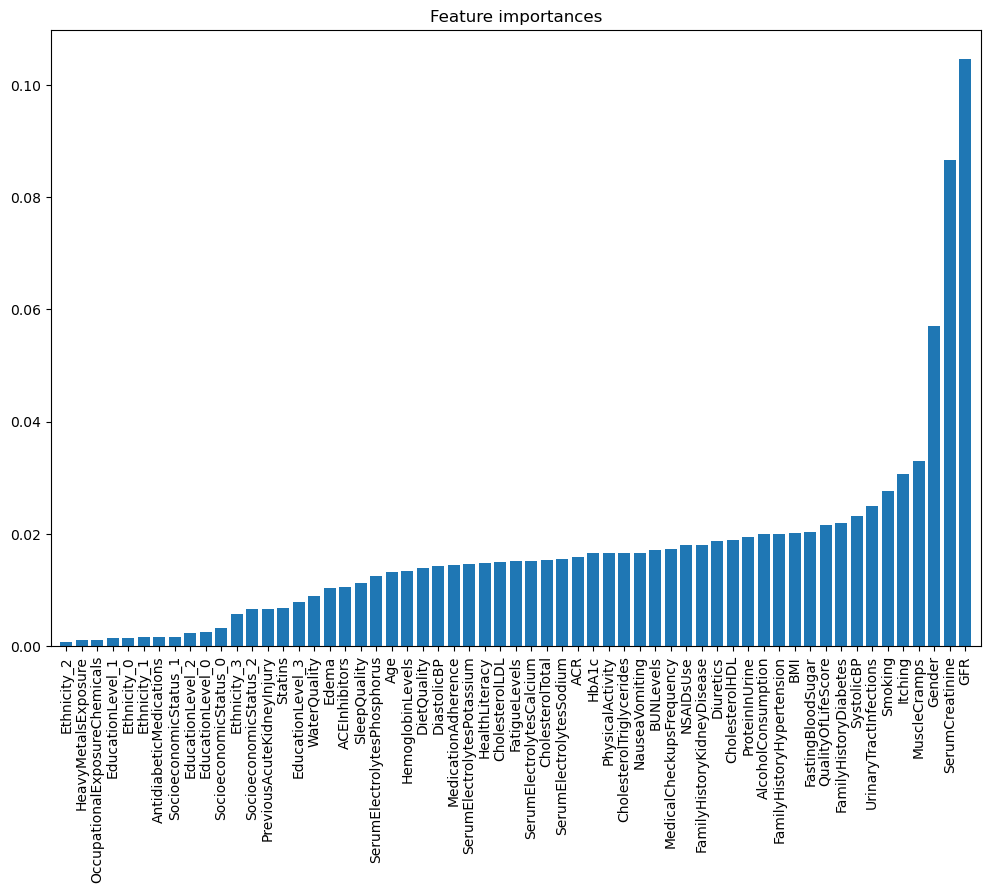 Feature importances
0.10
0.08
0.06
0.04
0.02
0.00
Ethnicity_2
HeavyMetalsExposure
OccupationalExposureChemicals
EducationLevel_1
Ethnicity_0
Ethnicity_1
AntidiabeticMedications
SocioeconomicStatus_1
EducationLevel_2
EducationLevel_0
SocioeconomicStatus_0
Ethnicity_3
SocioeconomicStatus_2
PreviousAcuteKidneyInjury
Statins
EducationLevel_3
WaterQuality
Edema
ACEInhibitors
SleepQuality
SerumElectrolytesPhosphorus
Age
HemoglobinLevels
DietQuality
DiastolicBP
MedicationAdherence
SerumElectrolytesPotassium
HealthLiteracy
CholesterolLDL
FatigueLevels
SerumElectrolytesCalcium
CholesterolTotal
SerumElectrolytesSodium
ACR
HbA1c
PhysicalActivity
CholesterolTriglycerides
NauseaVomiting
BUNLevels
MedicalCheckupsFrequency
NSAIDsUse
FamilyHistoryKidneyDisease
Diuretics
CholesterolHDL
ProteinInUrine
AlcoholConsumption
FamilyHistoryHypertension
BMI
FastingBloodSugar
QualityOfLifeScore
FamilyHistoryDiabetes
SystolicBP
UrinaryTractInfections
Smoking
Itching
MuscleCramps
Gender
SerumCreatinine
GFR